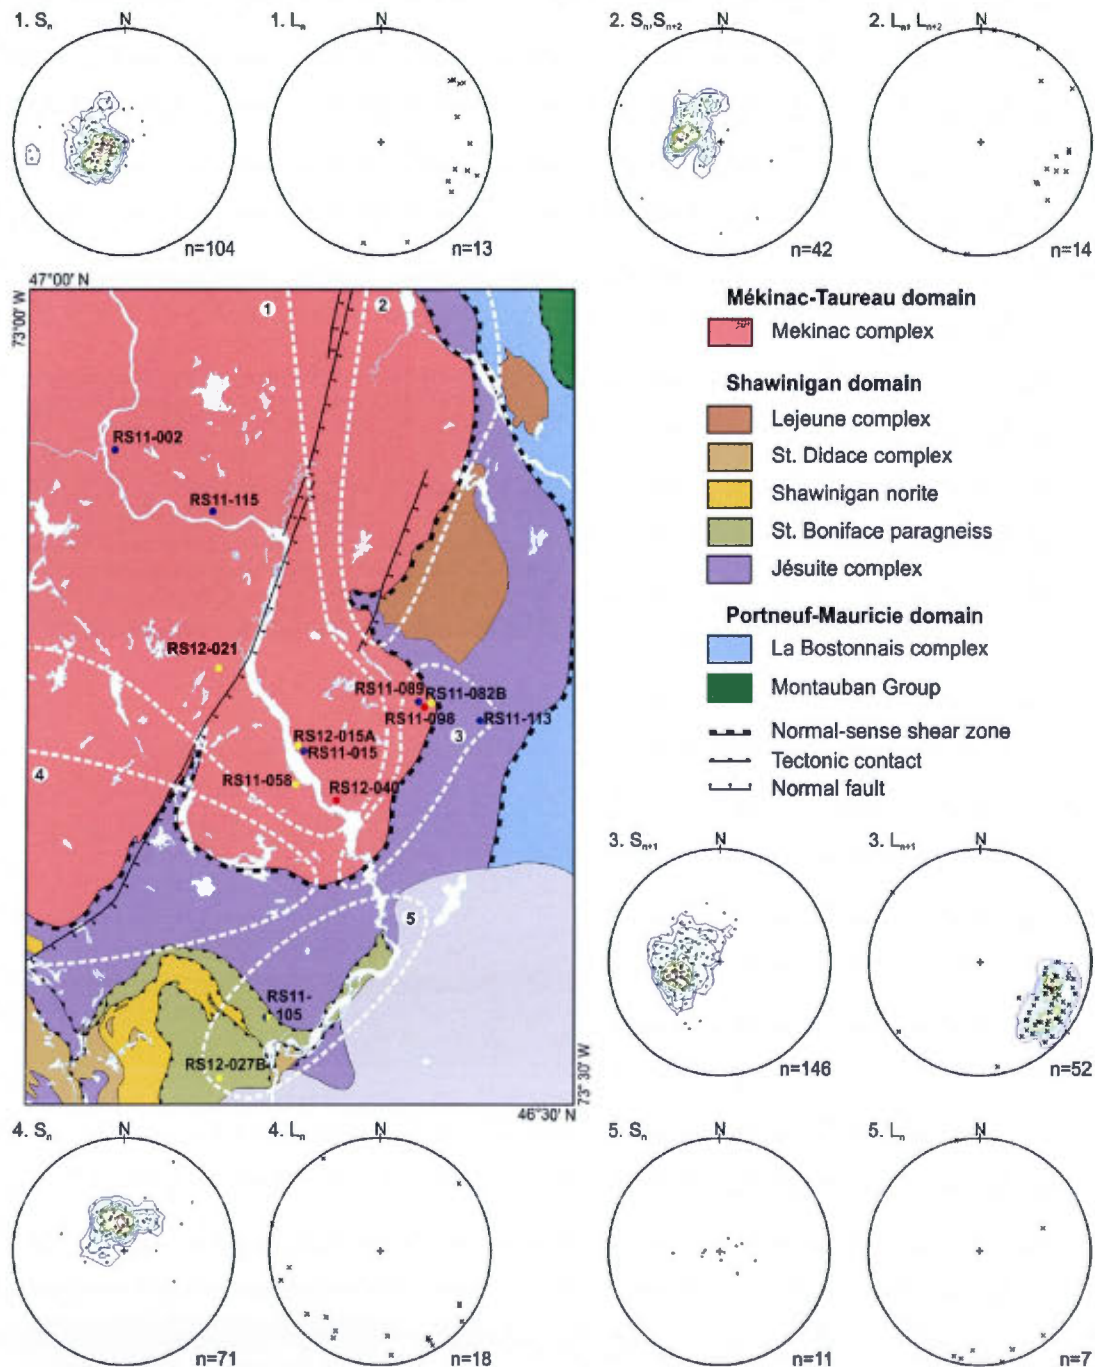 1. Sn
N
n=104
1. Ln
N
n=13
2. Sn,Sn+2
N
n=42
2. Ln, Ln+2
N
n=14
47°00' N
73°00' W
1
2
RS11-002
RS11-115
RS12-021
RS11-089
RS11-082B
RS11-098
RS11-113
3
RS12-015A
RS11-015
RS11-058
RS12-040
4
5
RS11-
105
RS12-027B
73° 30' W
46°30' N
Mékinac-Taureau domain
Mekinac complex
Shawinigan domain
Lejeune complex
St. Didace complex
Shawinigan norite
St. Boniface paragneiss
Jésuite complex
Portneuf-Mauricie domain
La Bostonnais complex
Montauban Group
Normal-sense shear zone
Tectonic contact
Normal fault
3. Sn+1
N
n=146
3. Ln+1
N
n=52
4. Sn
N
n=71
4. Ln
N
n=18
5. Sn
N
n=11
5. Ln
N
n=7